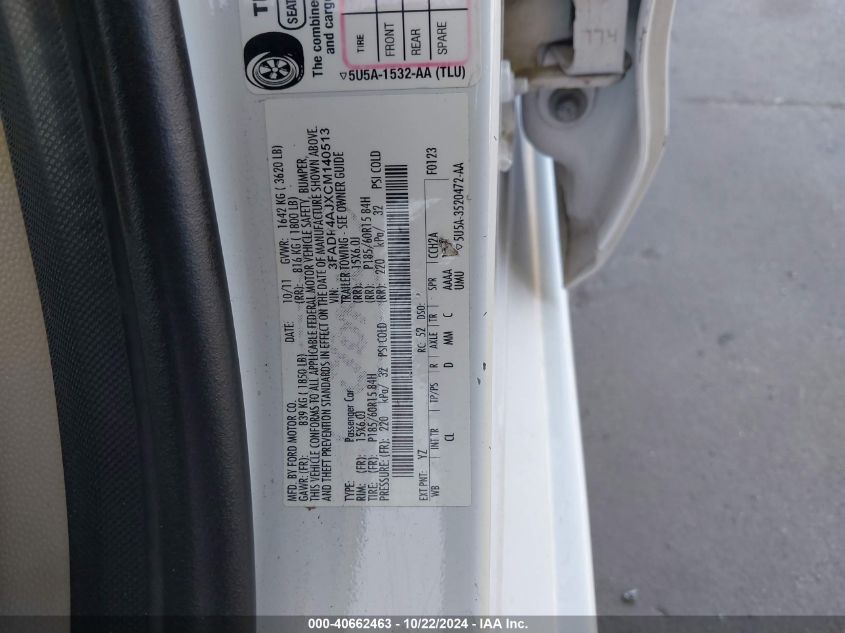 SEAT
The combine
and cargo
TIRE
FRONT
REAR
SPARE
5U5A-1532-AA (TLU)
774
MFD. BY FORD MOTOR CO. DATE: 10/11 GVWR: 1642 KG ( 3620 LB)
GAWR: (FR): 839 KG ( 1850 LB) (RR): 816 KG ( 1800 LB)
THIS VEHICLE CONFORMS TO ALL APPLICABLE FEDERAL MOTOR VEHICLE SAFETY, BUMPER,
AND THEFT PREVENTION STANDARDS IN EFFECT ON THE DATE OF MANUFACTURE SHOWN ABOVE.
VIN: 3FADP4AJXCM140513
TYPE: Passenger Car TRAILER TOWING - SEE OWNER GUIDE
RIM: (FR): 15X6.0J (RR): 15X6.0J
TIRE: (FR): P185/60R15 84H (RR): P185/60R15 84H
PRESSURE: (FR): 220 kPa/ 32 PSI COLD (RR): 220 kPa/ 32 PSI COLD
EXT PNT: YZ RC: 52 DSO: F0123
WB INT TR TP/PS R AXLE TR SPR CCH2A
CL D MM C AAAA
UMU 5U5A-3520472-AA
000-40662463 - 10/22/2024 - IAA Inc.